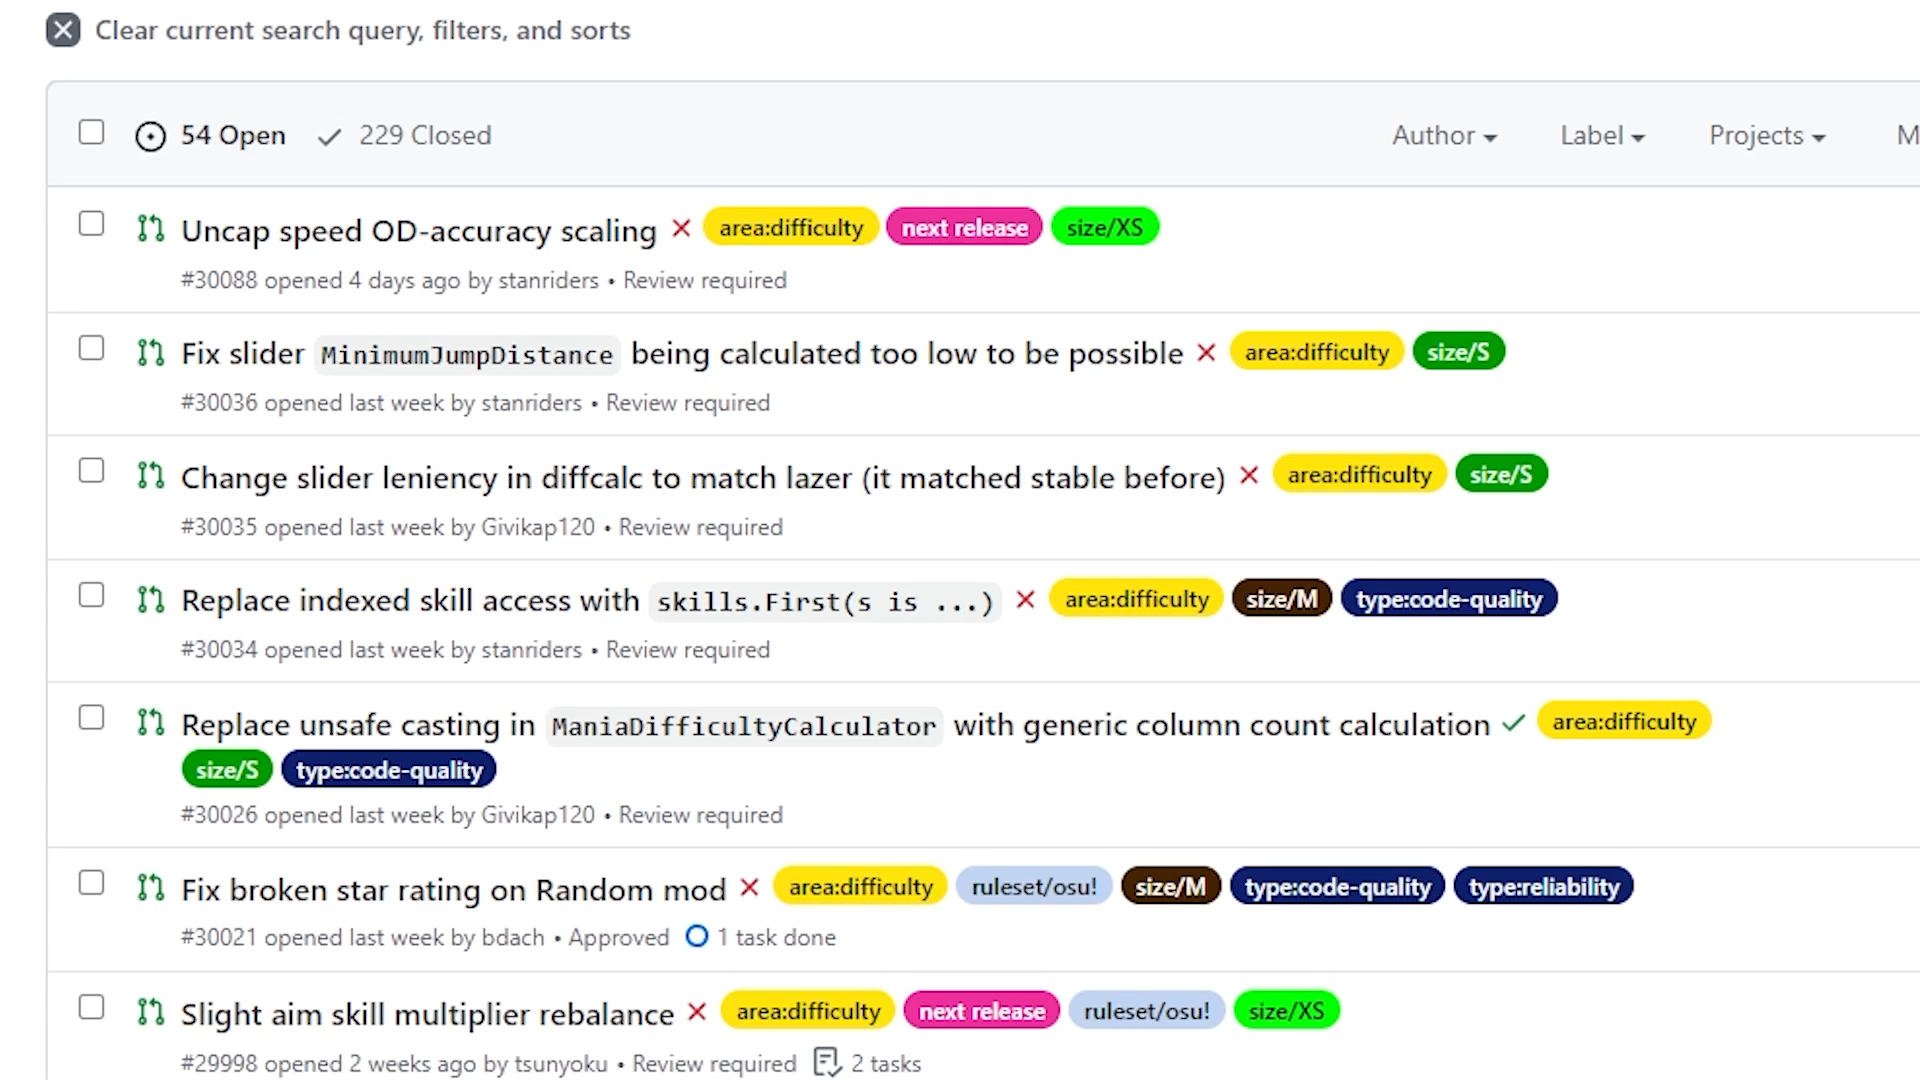 Clear current search query, filters, and sorts
54 Open 229 Closed Author Label Projects M
Uncap speed OD-accuracy scaling area:difficulty next release size/XS
#30088 opened 4 days ago by stanriders • Review required
Fix slider MinimumJumpDistance being calculated too low to be possible area:difficulty size/S
#30036 opened last week by stanriders • Review required
Change slider leniency in diffcalc to match lazer (it matched stable before) area:difficulty size/S
#30035 opened last week by Givikap120 • Review required
Replace indexed skill access with skills.First(s is ...) area:difficulty size/M type:code-quality
#30034 opened last week by stanriders • Review required
Replace unsafe casting in ManiaDifficultyCalculator with generic column count calculation area:difficulty
size/S type:code-quality
#30026 opened last week by Givikap120 • Review required
Fix broken star rating on Random mod area:difficulty ruleset/osu! size/M type:code-quality type:reliability
#30021 opened last week by bdach • Approved 1 task done
Slight aim skill multiplier rebalance area:difficulty next release ruleset/osu! size/XS
#29998 opened 2 weeks ago by tsunyoku • Review required 2 tasks